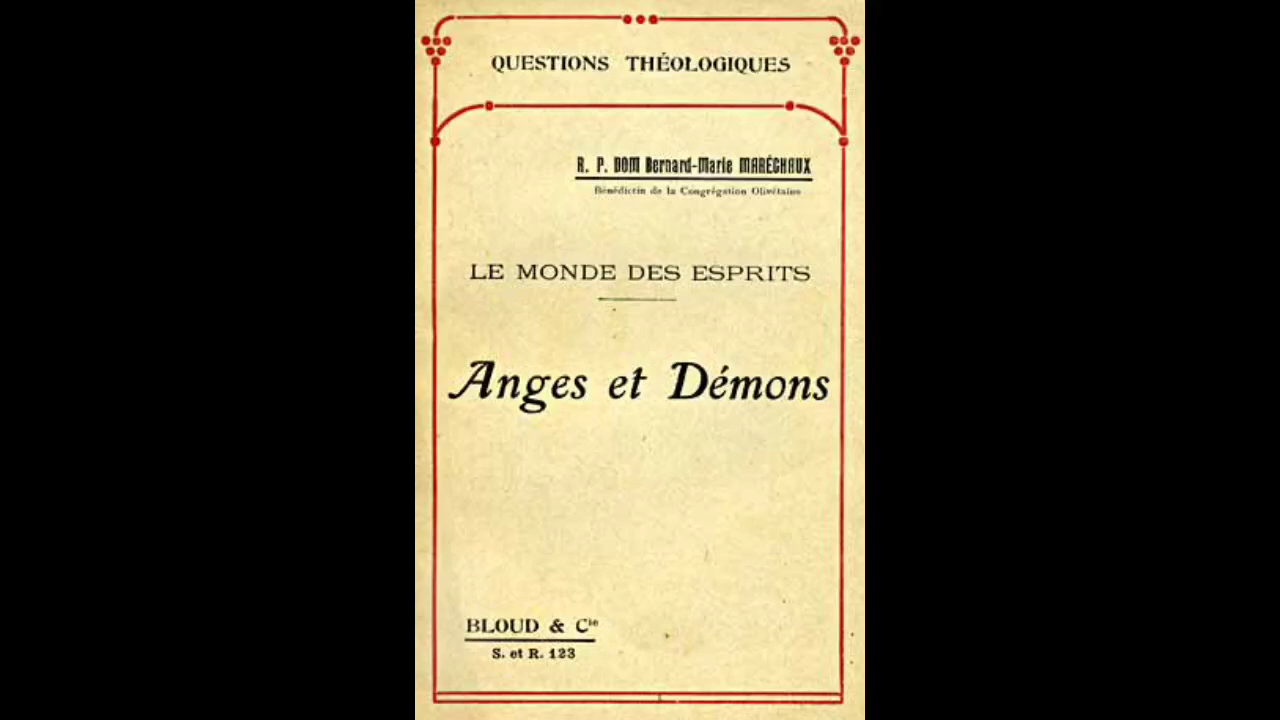 QUESTIONS THÉOLOGIQUES
R. P. DOM Bernard-Marie MARÉCHAUX
Bénédictin de la Congrégation Olivétaine
LE MONDE DES ESPRITS
Anges et Démons
BLOUD & Cie
S. et R. 123